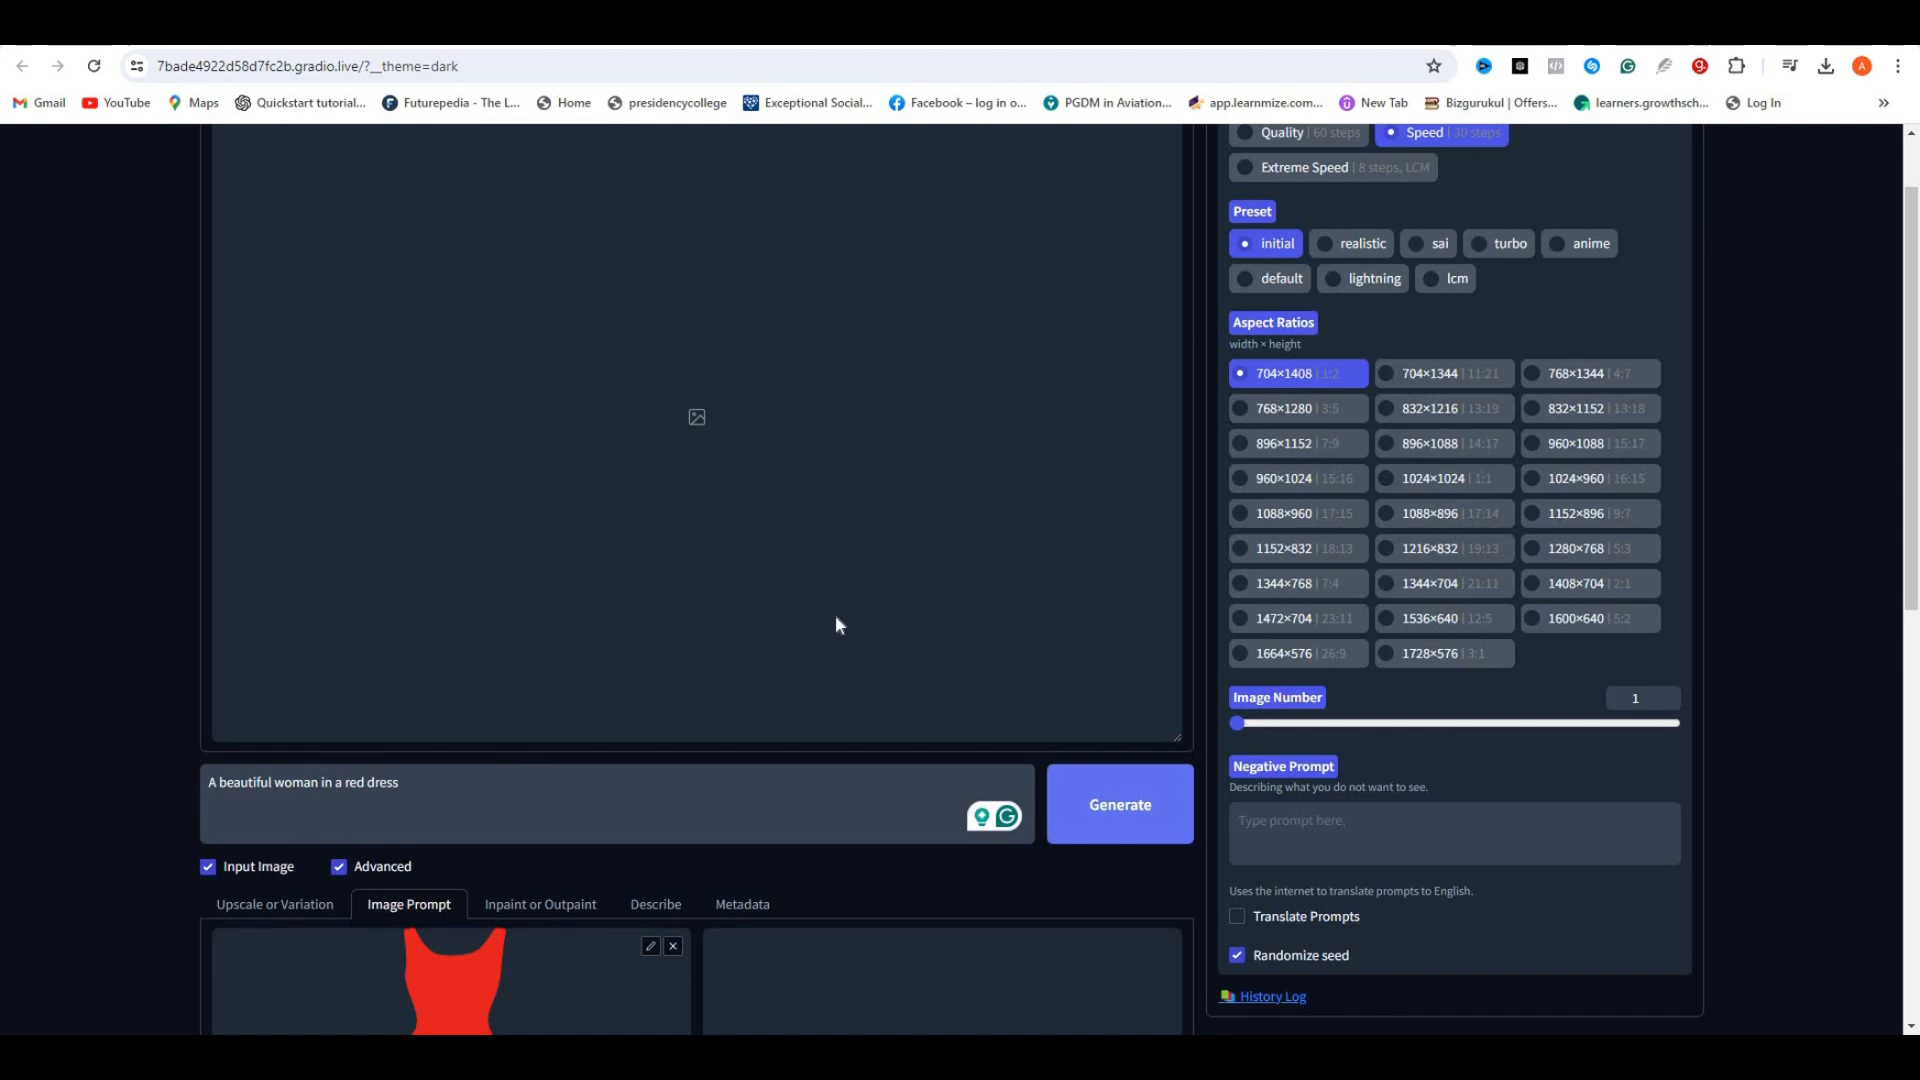 7bade4922d58d7fc2b.gradio.live/?__theme=dark
Gmail YouTube Maps Quickstart tutorial... Futurepedia - The L... Home presidencycollege Exceptional Social... Facebook – log in o... PGDM in Aviation... app.learnmize.com... New Tab Bizgurukul | Offers... learners.growthsch... Log In
Quality | 60 steps Speed | 30 steps
Extreme Speed | 8 steps, LCM
Preset
initial realistic sai turbo anime
default lightning lcm
Aspect Ratios
width × height
704×1408 | 1:2 704×1344 | 11:21 768×1344 | 4:7
768×1280 | 3:5 832×1216 | 13:19 832×1152 | 13:18
896×1152 | 7:9 896×1088 | 14:17 960×1088 | 15:17
960×1024 | 15:16 1024×1024 | 1:1 1024×960 | 16:15
1088×960 | 17:15 1088×896 | 17:14 1152×896 | 9:7
1152×832 | 18:13 1216×832 | 19:13 1280×768 | 5:3
1344×768 | 7:4 1344×704 | 21:11 1408×704 | 2:1
1472×704 | 23:11 1536×640 | 12:5 1600×640 | 5:2
1664×576 | 26:9 1728×576 | 3:1
Image Number 1
Negative Prompt
Describing what you do not want to see.
Type prompt here.
Uses the internet to translate prompts to English.
Translate Prompts
Randomize seed
History Log
A beautiful woman in a red dress
Generate
Input Image Advanced
Upscale or Variation Image Prompt Inpaint or Outpaint Describe Metadata